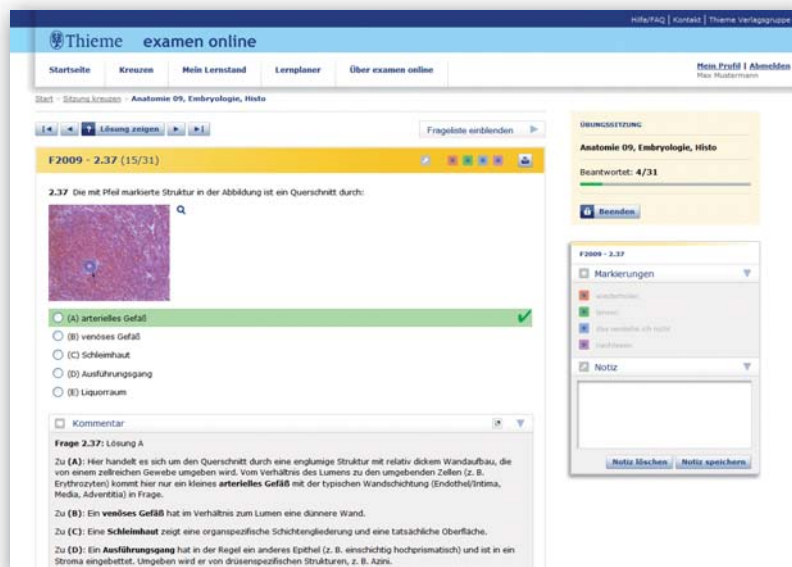 Hilfe/FAQ | Kontakt | Thieme Verlagsgruppe
Thieme examen online
Startseite Kreuzen Mein Lernstand Lernplaner Über examen online
Mein Profil | Abmelden
Max Mustermann
Start - Sitzung kreuzen - Anatomie 09, Embryologie, Histo
Lösung zeigen
Frageliste einblenden
F2009 - 2.37 (15/31)
2.37 Die mit Pfeil markierte Struktur in der Abbildung ist ein Querschnitt durch:
(A) arterielles Gefäß
(B) venöses Gefäß
(C) Schleimhaut
(D) Ausführungsgang
(E) Liquorraum
Kommentar
Frage 2.37: Lösung A
Zu (A): Hier handelt es sich um den Querschnitt durch eine englumige Struktur mit relativ dickem Wandaufbau, die
von einem zellreichen Gewebe umgeben wird. Vom Verhältnis des Lumens zu den umgebenden Zellen (z. B.
Erythrozyten) kommt hier nur ein kleines arterielles Gefäß mit der typischen Wandschichtung (Endothel/Intima,
Media, Adventitia) in Frage.
Zu (B): Ein venöses Gefäß hat im Verhältnis zum Lumen eine dünnere Wand.
Zu (C): Eine Schleimhaut zeigt eine organspezifische Schichtengliederung und eine tatsächliche Oberfläche.
Zu (D): Ein Ausführungsgang hat in der Regel ein anderes Epithel (z. B. einschichtig hochprismatisch) und ist in ein
Stroma eingebettet. Umgeben wird er von drüsenspezifischen Strukturen, z. B. Azini.
ÜBUNGSSITZUNG
Anatomie 09, Embryologie, Histo
Beantwortet: 4/31
Beenden
F2009 - 2.37
Markierungen
wiederholen
lernen
das verstehe ich nicht
nachlesen
Notiz
Notiz löschen Notiz speichern